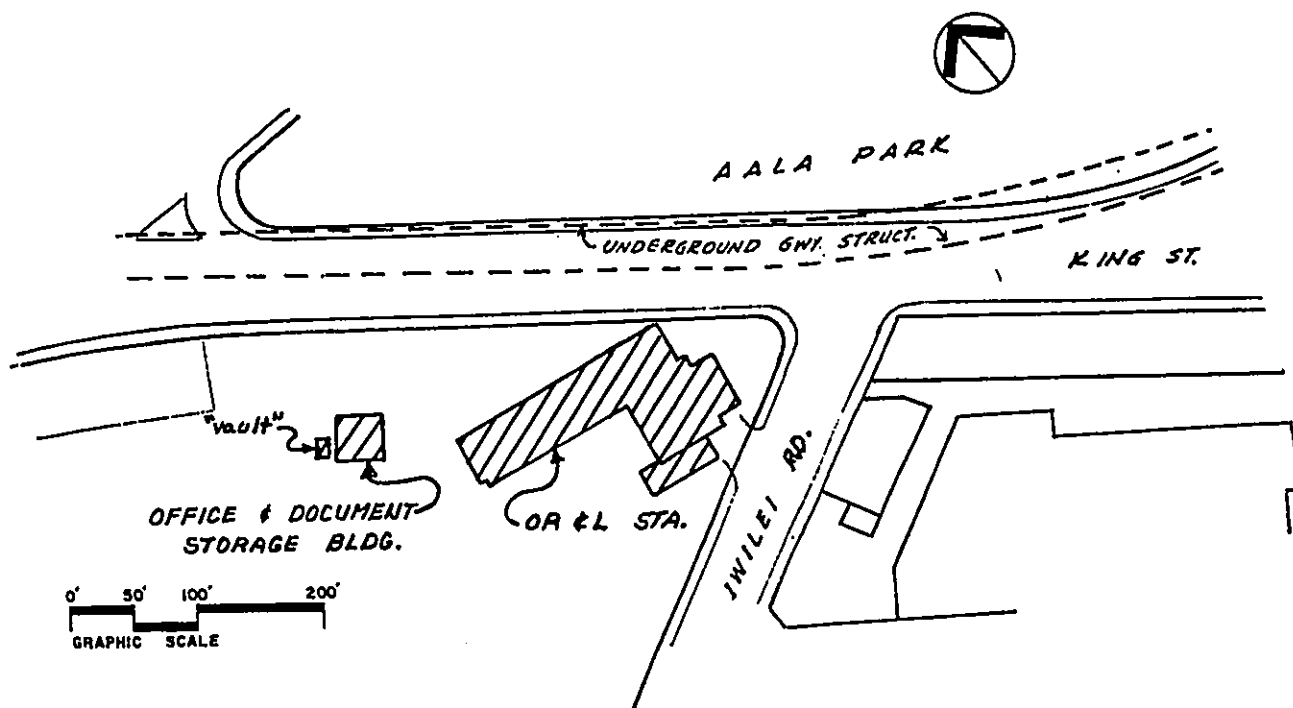 AALA PARK
UNDERGROUND GWY. STRUCT.
KING ST.
"vault"
OFFICE & DOCUMENT
STORAGE BLDG.
OR &L STA.
IWILEI RD.
0' 50' 100' 200'
GRAPHIC SCALE